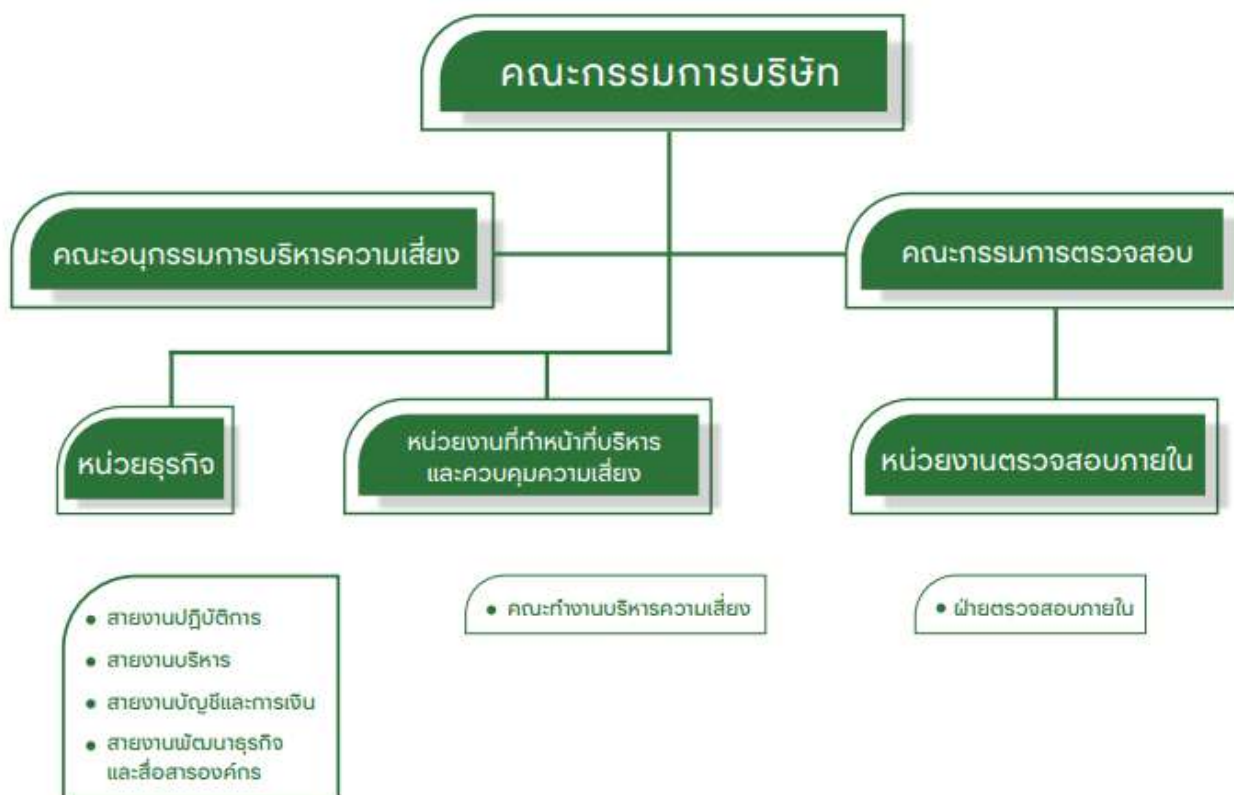 คณะกรรมการบริษัท
คณะอนุกรรมการบริหารความเสี่ยง
คณะกรรมการตรวจสอบ
หน่วยธุรกิจ
หน่วยงานที่ทำหน้าที่บริหาร
และควบคุมความเสี่ยง
หน่วยงานตรวจสอบภายใน
• สายงานปฏิบัติการ
• สายงานบริหาร
• สายงานบัญชีและการเงิน
• สายงานพัฒนาธุรกิจ
และสื่อสารองค์กร
• คณะทำงานบริหารความเสี่ยง
• ฝ่ายตรวจสอบภายใน